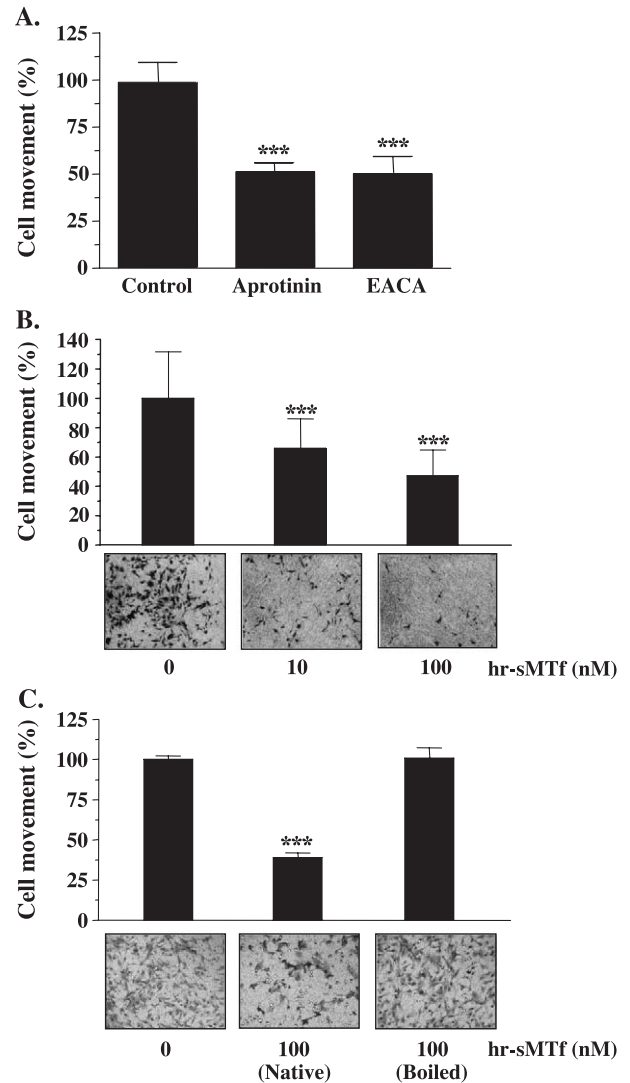 A.
Cell movement (%)
125
100
75
50
25
0
***
***
Control Aprotinin EACA
B.
Cell movement (%)
140
120
100
80
60
40
20
0
***
***
0 10 100 hr-sMTf (nM)
C.
Cell movement (%)
125
100
75
50
25
0
***
0 100 100 hr-sMTf (nM)
(Native) (Boiled)